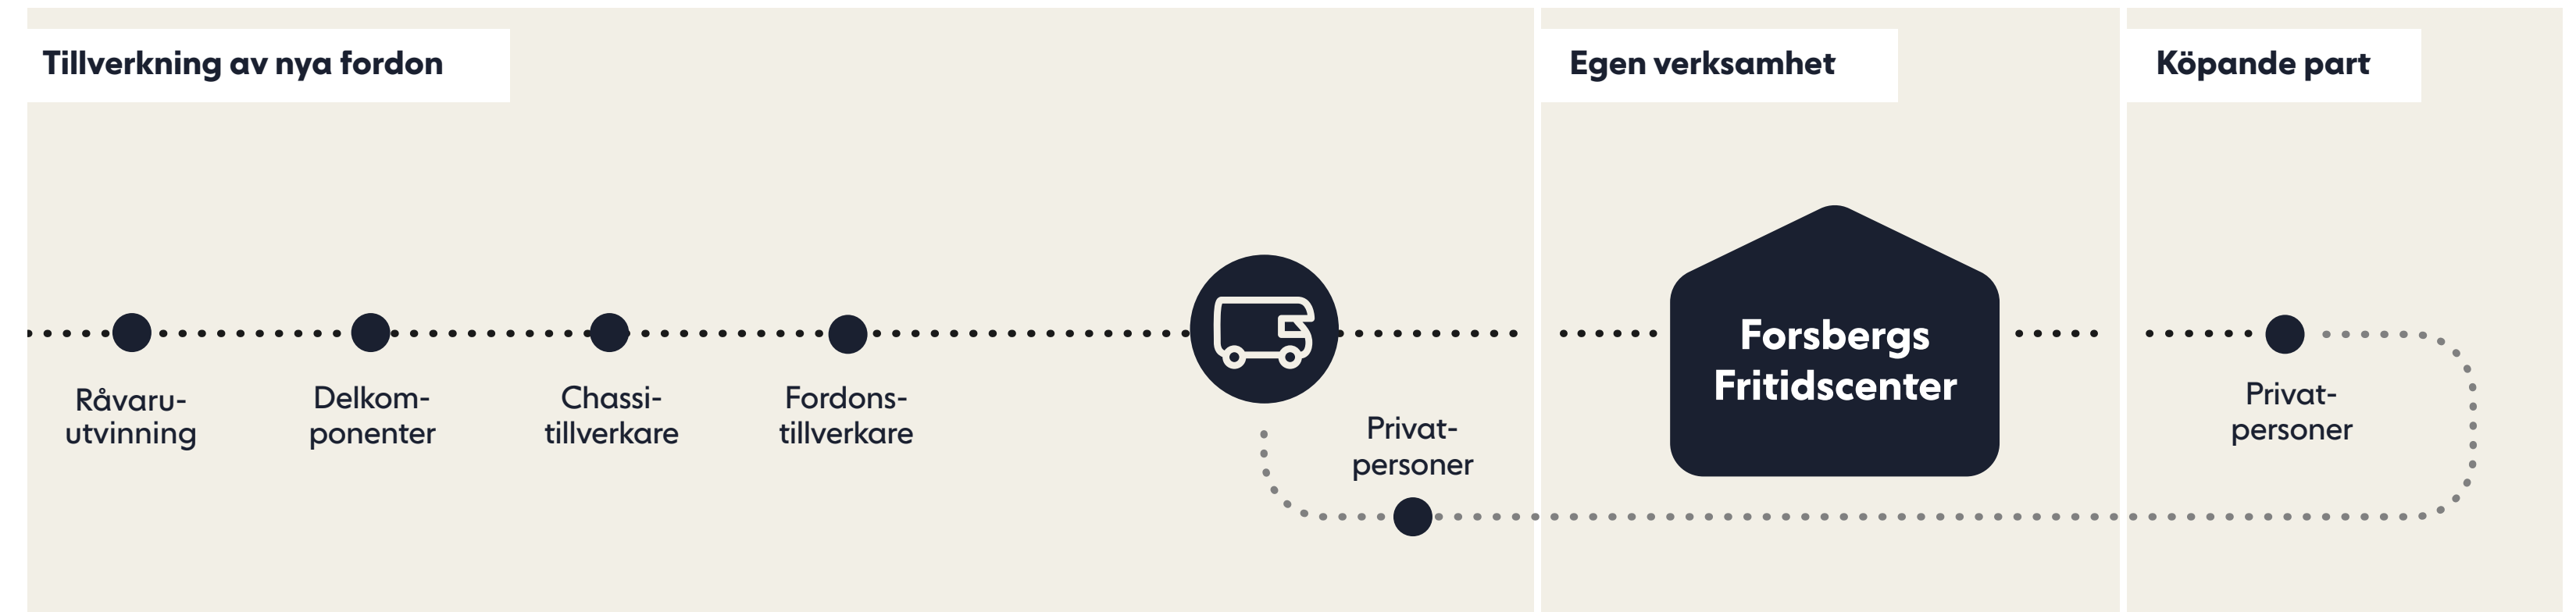 Tillverkning av nya fordon
Egen verksamhet
Köpande part
Råvaru-
utvinning
Delkom-
ponenter
Chassi-
tillverkare
Fordons-
tillverkare
Privat-
personer
Forsbergs
Fritidscenter
Privat-
personer